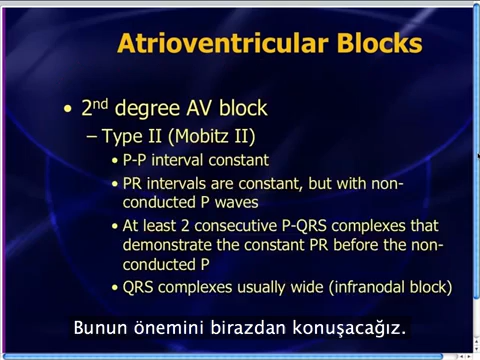 Atrioventricular Blocks
• 2nd degree AV block
– Type II (Mobitz II)
• P-P interval constant
• PR intervals are constant, but with non-
conducted P waves
• At least 2 consecutive P-QRS complexes that
demonstrate the constant PR before the non-
conducted P
• QRS complexes usually wide (infranodal block)
Bunun önemini birazdan konuşacağız.